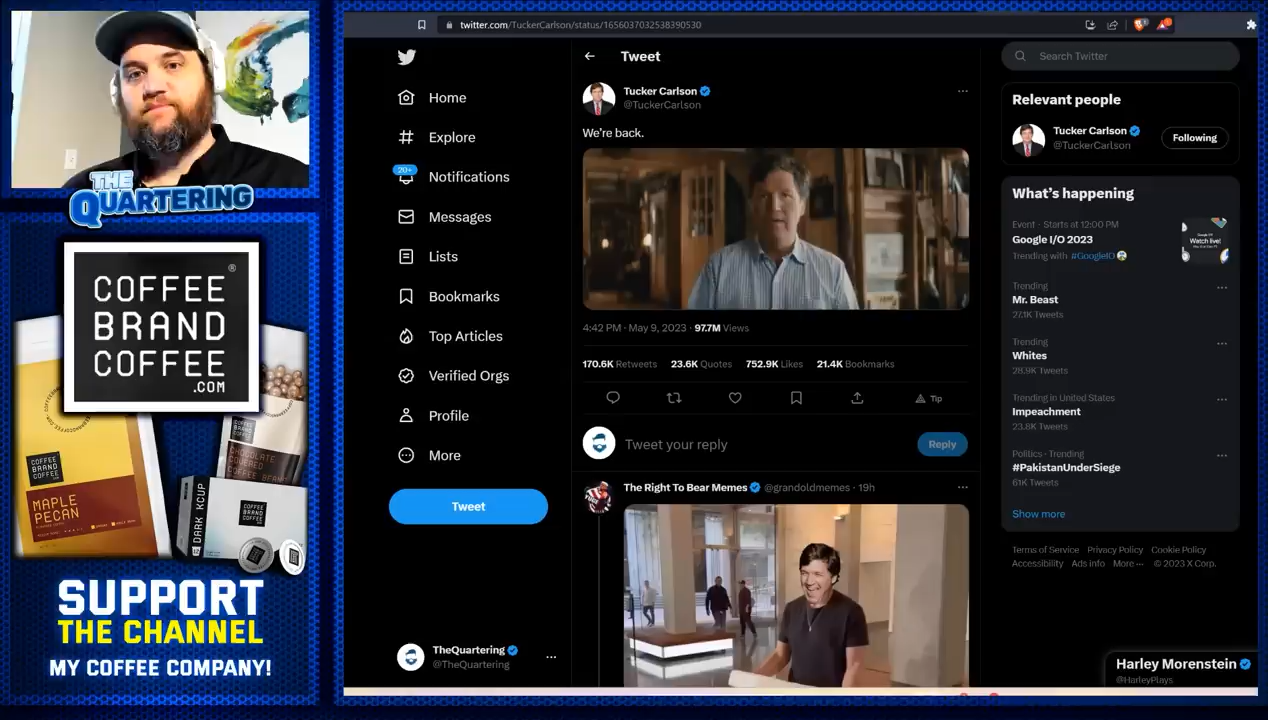 THE
QUARTERING
COFFEE®
BRAND
COFFEE
.COM
COFFEE
BRAND
COFFEE
MAPLE
PECAN
CHOCOLATE
COVERED
DARK KCUP
COFFEE
BRAND
COFFEE
SUPPORT
THE CHANNEL
MY COFFEE COMPANY!
twitter.com/TuckerCarlson/status/1656037032538390530
Home
Explore
20+
Notifications
Messages
Lists
Bookmarks
Top Articles
Verified Orgs
Profile
More
Tweet
TheQuartering
@TheQuartering
Tweet
Tucker Carlson
@TuckerCarlson
We're back.
4:42 PM · May 9, 2023 · 97.7M Views
170.6K Retweets 23.6K Quotes 752.9K Likes 21.4K Bookmarks
Tip
Tweet your reply
Reply
The Right To Bear Memes @grandoldmemes · 19h
Search Twitter
Relevant people
Tucker Carlson
@TuckerCarlson
Following
What's happening
Event · Starts at 12:00 PM
Google I/O 2023
Trending with #GoogleIO
Watch live!
Trending
Mr. Beast
27.1K Tweets
Trending
Whites
28.9K Tweets
Trending in United States
Impeachment
23.8K Tweets
Politics · Trending
#PakistanUnderSiege
61K Tweets
Show more
Terms of Service Privacy Policy Cookie Policy
Accessibility Ads info More ··· © 2023 X Corp.
Harley Morenstein
@HarleyPlays